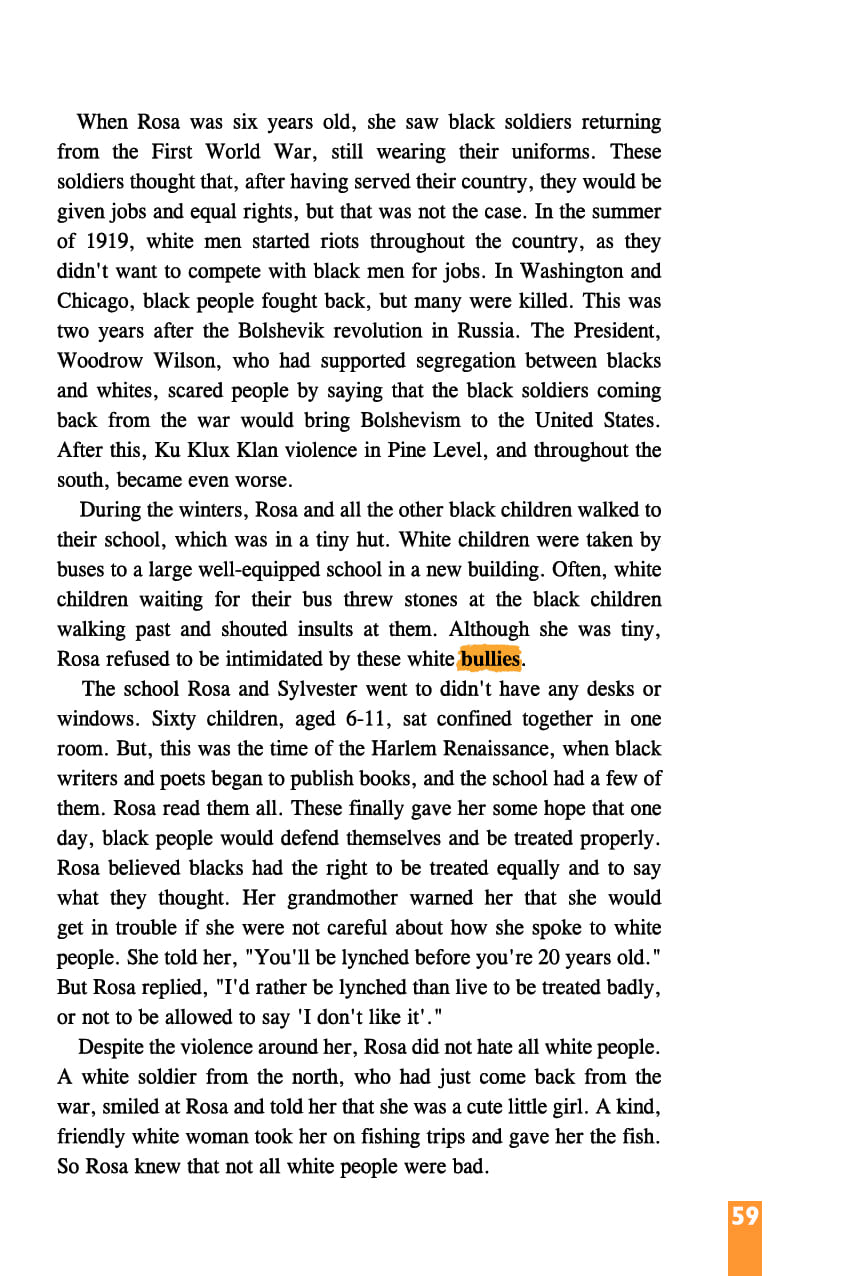 When Rosa was six years old, she saw black soldiers returning
from the First World War, still wearing their uniforms. These
soldiers thought that, after having served their country, they would be
given jobs and equal rights, but that was not the case. In the summer
of 1919, white men started riots throughout the country, as they
didn't want to compete with black men for jobs. In Washington and
Chicago, black people fought back, but many were killed. This was
two years after the Bolshevik revolution in Russia. The President,
Woodrow Wilson, who had supported segregation between blacks
and whites, scared people by saying that the black soldiers coming
back from the war would bring Bolshevism to the United States.
After this, Ku Klux Klan violence in Pine Level, and throughout the
south, became even worse.
During the winters, Rosa and all the other black children walked to
their school, which was in a tiny hut. White children were taken by
buses to a large well-equipped school in a new building. Often, white
children waiting for their bus threw stones at the black children
walking past and shouted insults at them. Although she was tiny,
Rosa refused to be intimidated by these white bullies.
The school Rosa and Sylvester went to didn't have any desks or
windows. Sixty children, aged 6-11, sat confined together in one
room. But, this was the time of the Harlem Renaissance, when black
writers and poets began to publish books, and the school had a few of
them. Rosa read them all. These finally gave her some hope that one
day, black people would defend themselves and be treated properly.
Rosa believed blacks had the right to be treated equally and to say
what they thought. Her grandmother warned her that she would
get in trouble if she were not careful about how she spoke to white
people. She told her, "You'll be lynched before you're 20 years old."
But Rosa replied, "I'd rather be lynched than live to be treated badly,
or not to be allowed to say 'I don't like it'."
Despite the violence around her, Rosa did not hate all white people.
A white soldier from the north, who had just come back from the
war, smiled at Rosa and told her that she was a cute little girl. A kind,
friendly white woman took her on fishing trips and gave her the fish.
So Rosa knew that not all white people were bad.
59